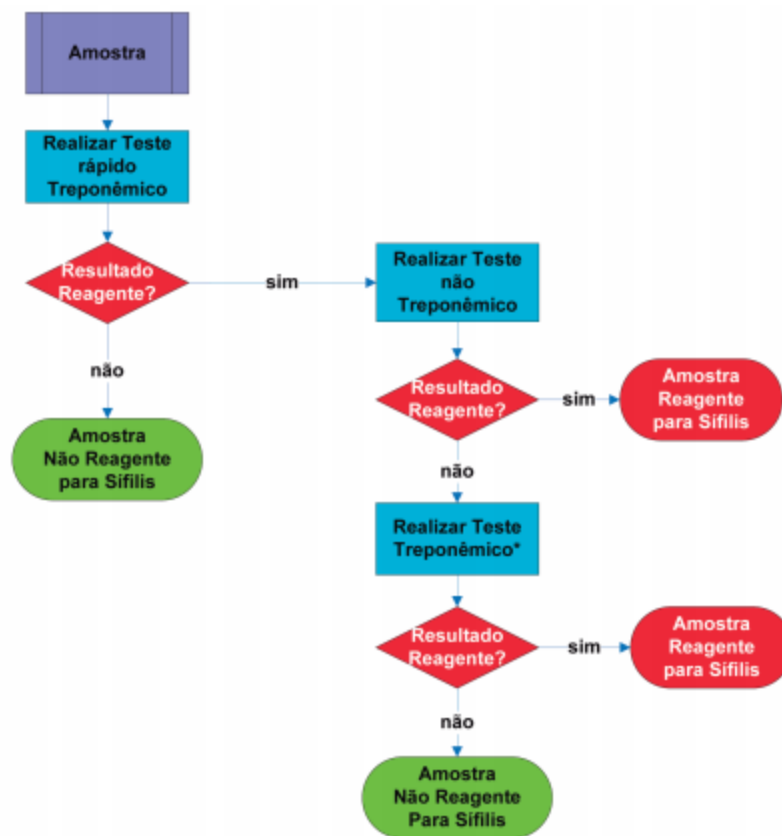 Amostra
Realizar Teste
rápido
Treponêmico
Resultado
Reagente?
sim
não
Amostra
Não Reagente
para Sífilis
Realizar Teste
não
Treponêmico
Resultado
Reagente?
sim
Amostra
Reagente
para Sífilis
não
Realizar Teste
Treponêmico*
Resultado
Reagente?
sim
Amostra
Reagente
para Sífilis
não
Amostra
Não Reagente
Para Sífilis